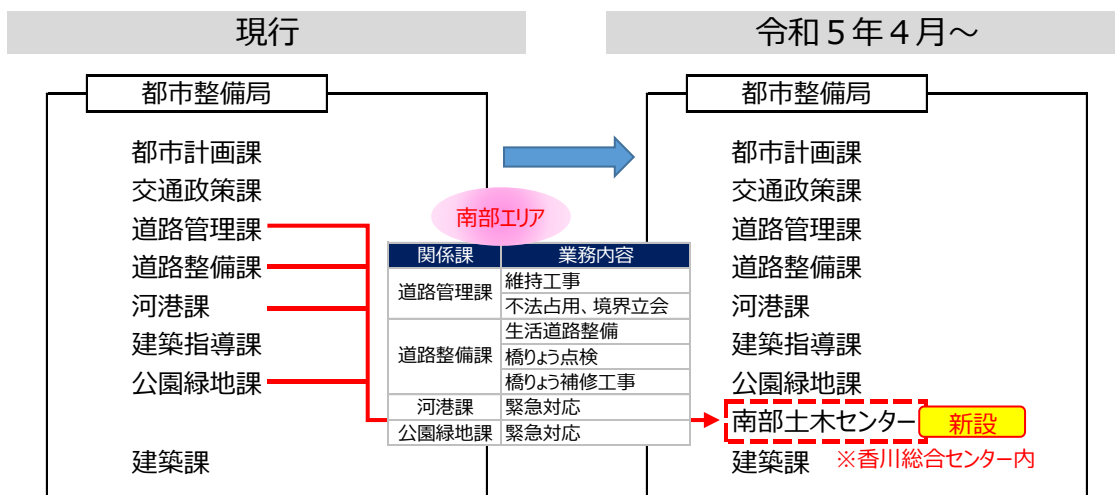 現行
令和5年4月～
都市整備局
都市計画課
交通政策課
道路管理課
道路整備課
河港課
建築指導課
公園緑地課
建築課
南部エリア
関係課 業務内容
道路管理課 維持工事
不法占用、境界立会
道路整備課 生活道路整備
橋りょう点検
橋りょう補修工事
河港課 緊急対応
公園緑地課 緊急対応
都市整備局
都市計画課
交通政策課
道路管理課
道路整備課
河港課
建築指導課
公園緑地課
南部土木センター 新設
※香川総合センター内
建築課